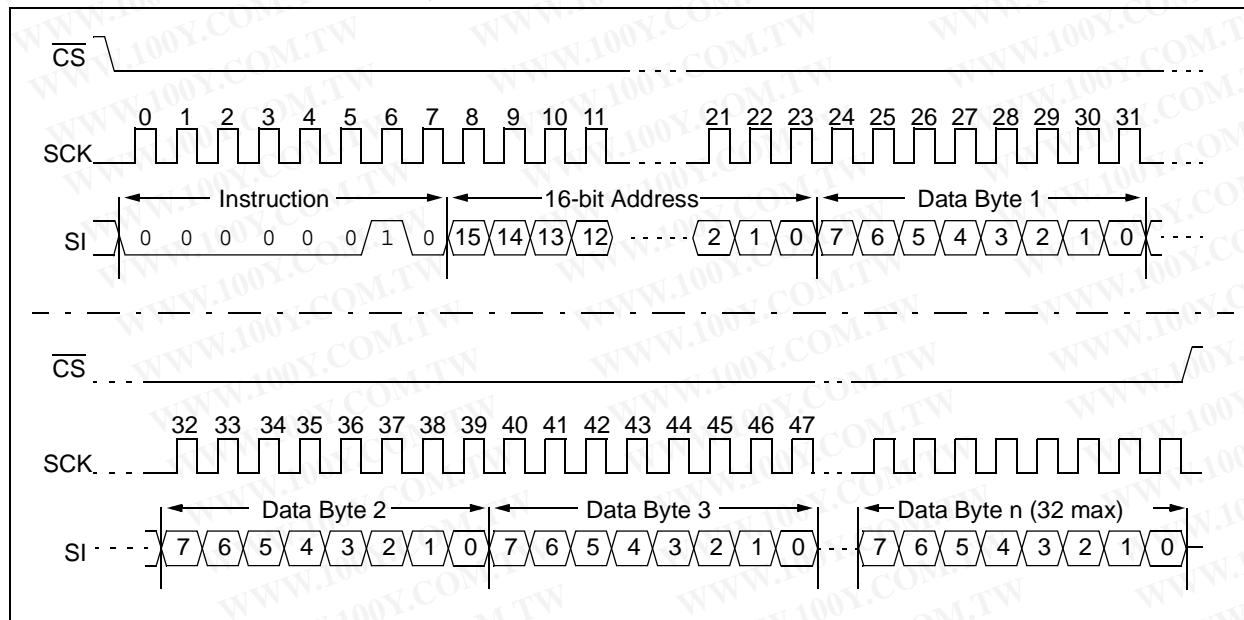 CS
0 1 2 3 4 5 6 7 8 9 10 11 21 22 23 24 25 26 27 28 29 30 31
SCK
Instruction 16-bit Address Data Byte 1
SI 0 0 0 0 0 0 1 0 15 14 13 12 2 1 0 7 6 5 4 3 2 1 0
CS
32 33 34 35 36 37 38 39 40 41 42 43 44 45 46 47
SCK
Data Byte 2 Data Byte 3 Data Byte n (32 max)
SI 7 6 5 4 3 2 1 0 7 6 5 4 3 2 1 0 7 6 5 4 3 2 1 0
WWW.100Y.COM.TW